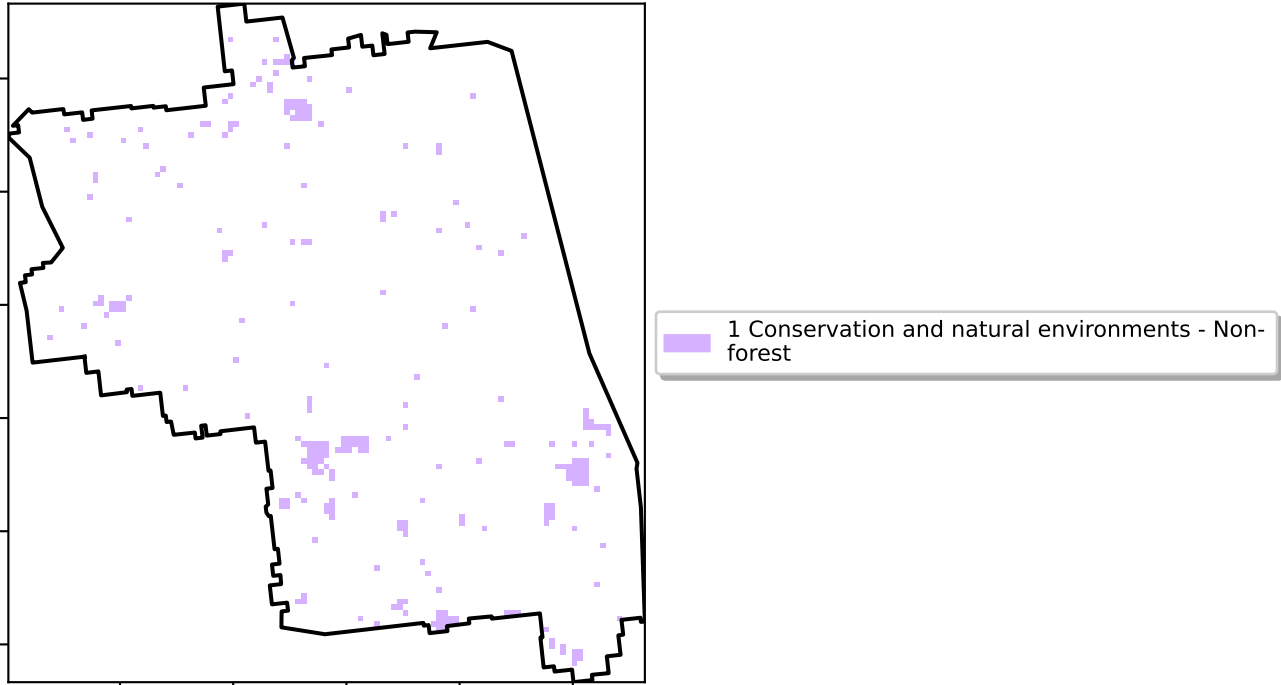 1 Conservation and natural environments - Non-
forest